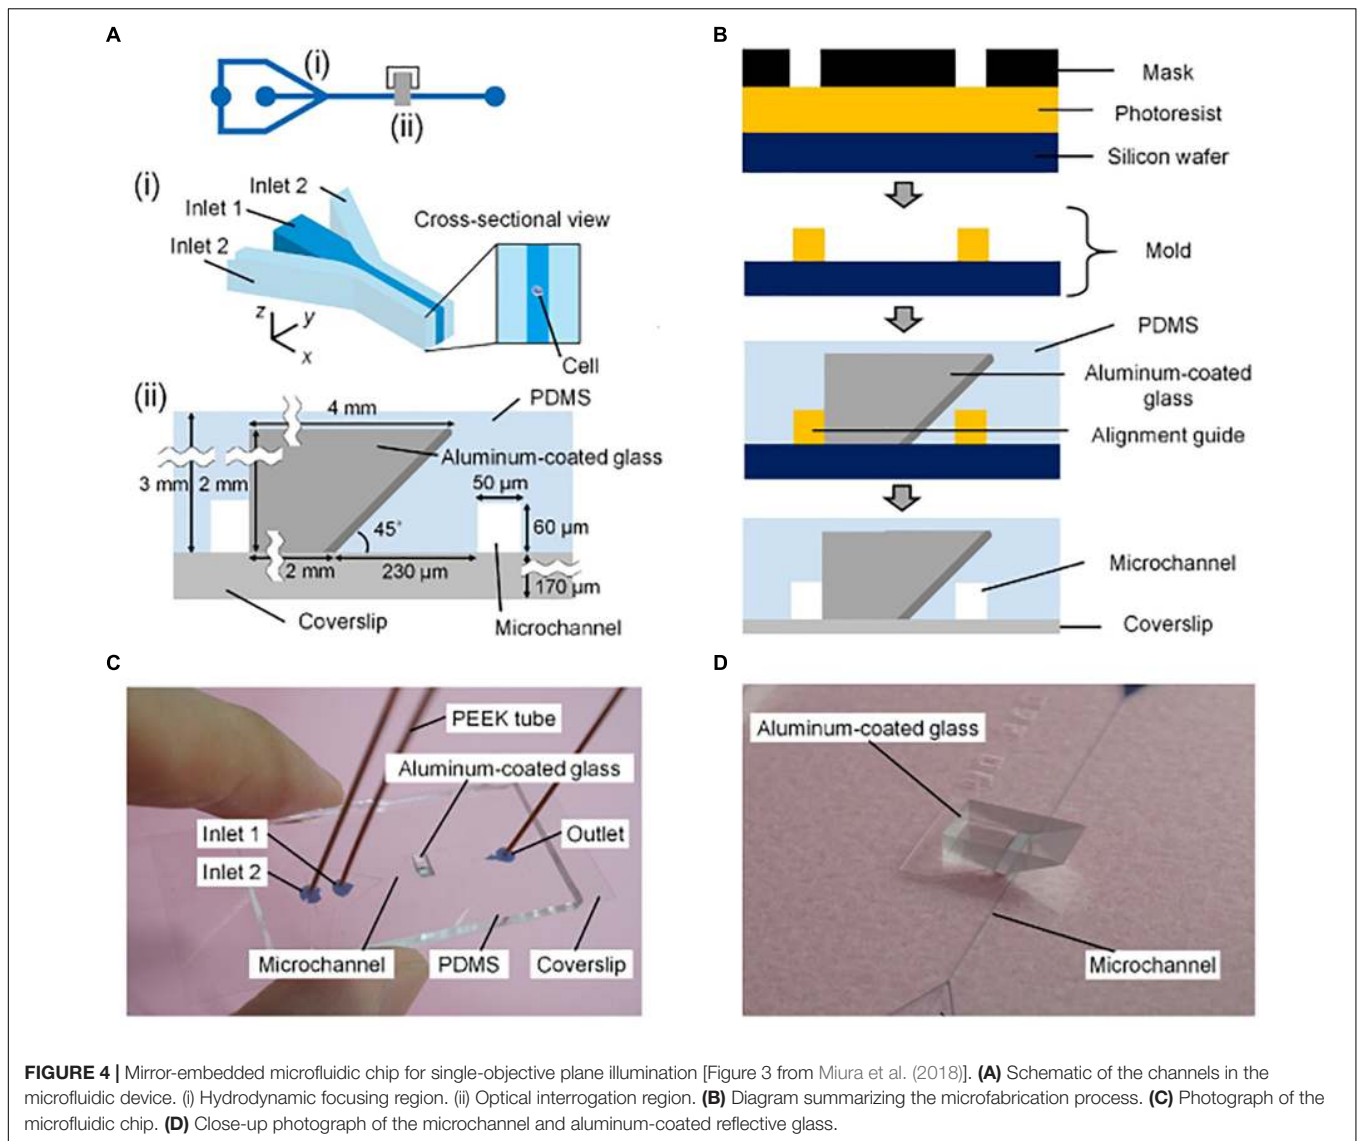 A
(i)
(ii)
(i)
Inlet 2
Inlet 1
Inlet 2
Cross-sectional view
z
y
x
Cell
(ii)
4 mm
PDMS
Aluminum-coated glass
3 mm
2 mm
50 µm
60 µm
45°
2 mm
230 µm
170 µm
Coverslip
Microchannel
B
Mask
Photoresist
Silicon wafer
Mold
PDMS
Aluminum-coated
glass
Alignment guide
Microchannel
Coverslip
C
PEEK tube
Aluminum-coated glass
Inlet 1
Outlet
Inlet 2
Microchannel
PDMS
Coverslip
D
Aluminum-coated glass
Microchannel
FIGURE 4 | Mirror-embedded microfluidic chip for single-objective plane illumination [Figure 3 from Miura et al. (2018)]. (A) Schematic of the channels in the
microfluidic device. (i) Hydrodynamic focusing region. (ii) Optical interrogation region. (B) Diagram summarizing the microfabrication process. (C) Photograph of the
microfluidic chip. (D) Close-up photograph of the microchannel and aluminum-coated reflective glass.